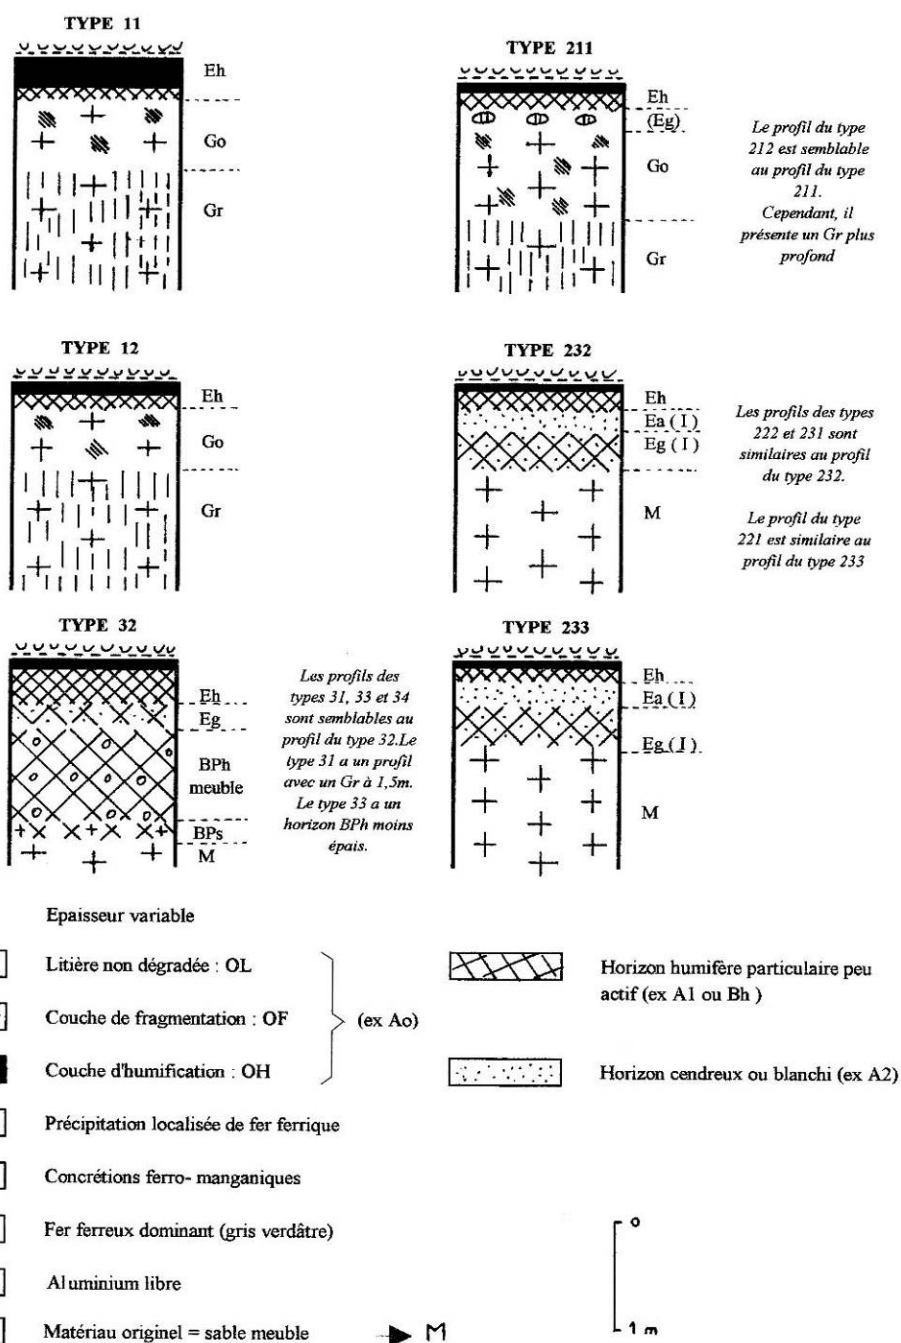 TYPE 11
Eh
Go
Gr
TYPE 211
Eh
(Eg)
Go
Gr
Le profil du type
212 est semblable
au profil du type
211.
Cependant, il
présente un Gr plus
profond
TYPE 12
Eh
Go
Gr
TYPE 232
Eh
Ea ( I )
Eg ( I )
M
Les profils des types
222 et 231 sont
similaires au profil
du type 232.
Le profil du type
221 est similaire au
profil du type 233
TYPE 32
Eh
Eg
BPh
meuble
BPs
M
Les profils des
types 31, 33 et 34
sont semblables au
profil du type 32.Le
type 31 a un profil
avec un Gr à 1,5m.
Le type 33 a un
horizon BPh moins
épais.
TYPE 233
Eh
Ea ( I )
Eg ( I )
M
Epaisseur variable
Litière non dégradée : OL
Couche de fragmentation : OF
(ex Ao)
Couche d'humification : OH
Précipitation localisée de fer ferrique
Concrétions ferro- manganiques
Fer ferreux dominant (gris verdâtre)
Aluminium libre
Matériau originel = sable meuble
M
Horizon humifère particulaire peu
actif (ex A1 ou Bh )
Horizon cendreux ou blanchi (ex A2)
0
1 m